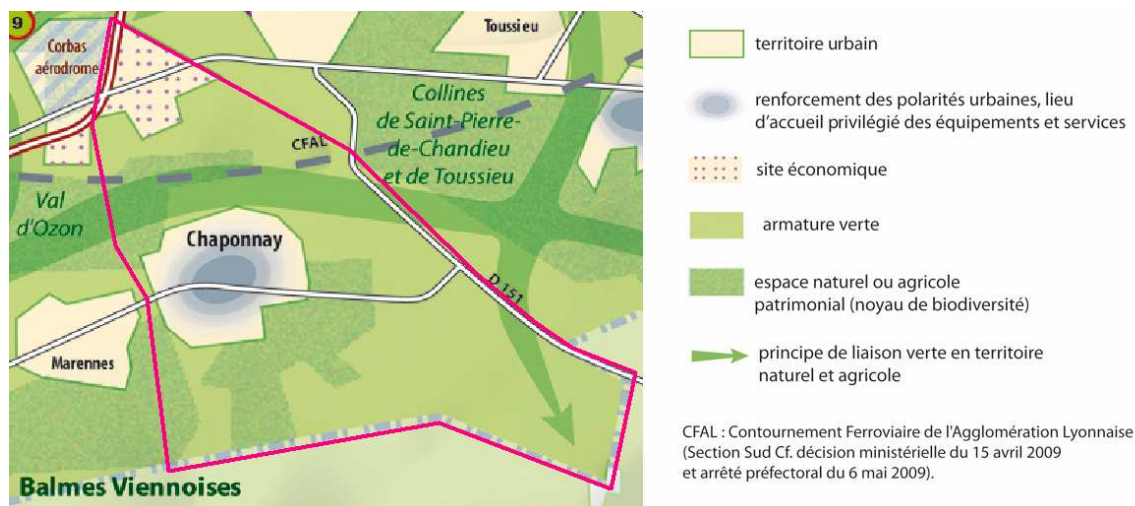 9
Corbas
aérodrome
Toussieu
Collines
de Saint-Pierre-
de-Chandieu
et de Toussieu
CFAL
Val
d'Ozon
Chaponnay
D 151
Marennes
Balmes Viennoises
territoire urbain
renforcement des polarités urbaines, lieu
d'accueil privilégié des équipements et services
site économique
armature verte
espace naturel ou agricole
patrimonial (noyau de biodiversité)
principe de liaison verte en territoire
naturel et agricole
CFAL : Contournement Ferroviaire de l'Agglomération Lyonnaise
(Section Sud Cf. décision ministérielle du 15 avril 2009
et arrêté préfectoral du 6 mai 2009).